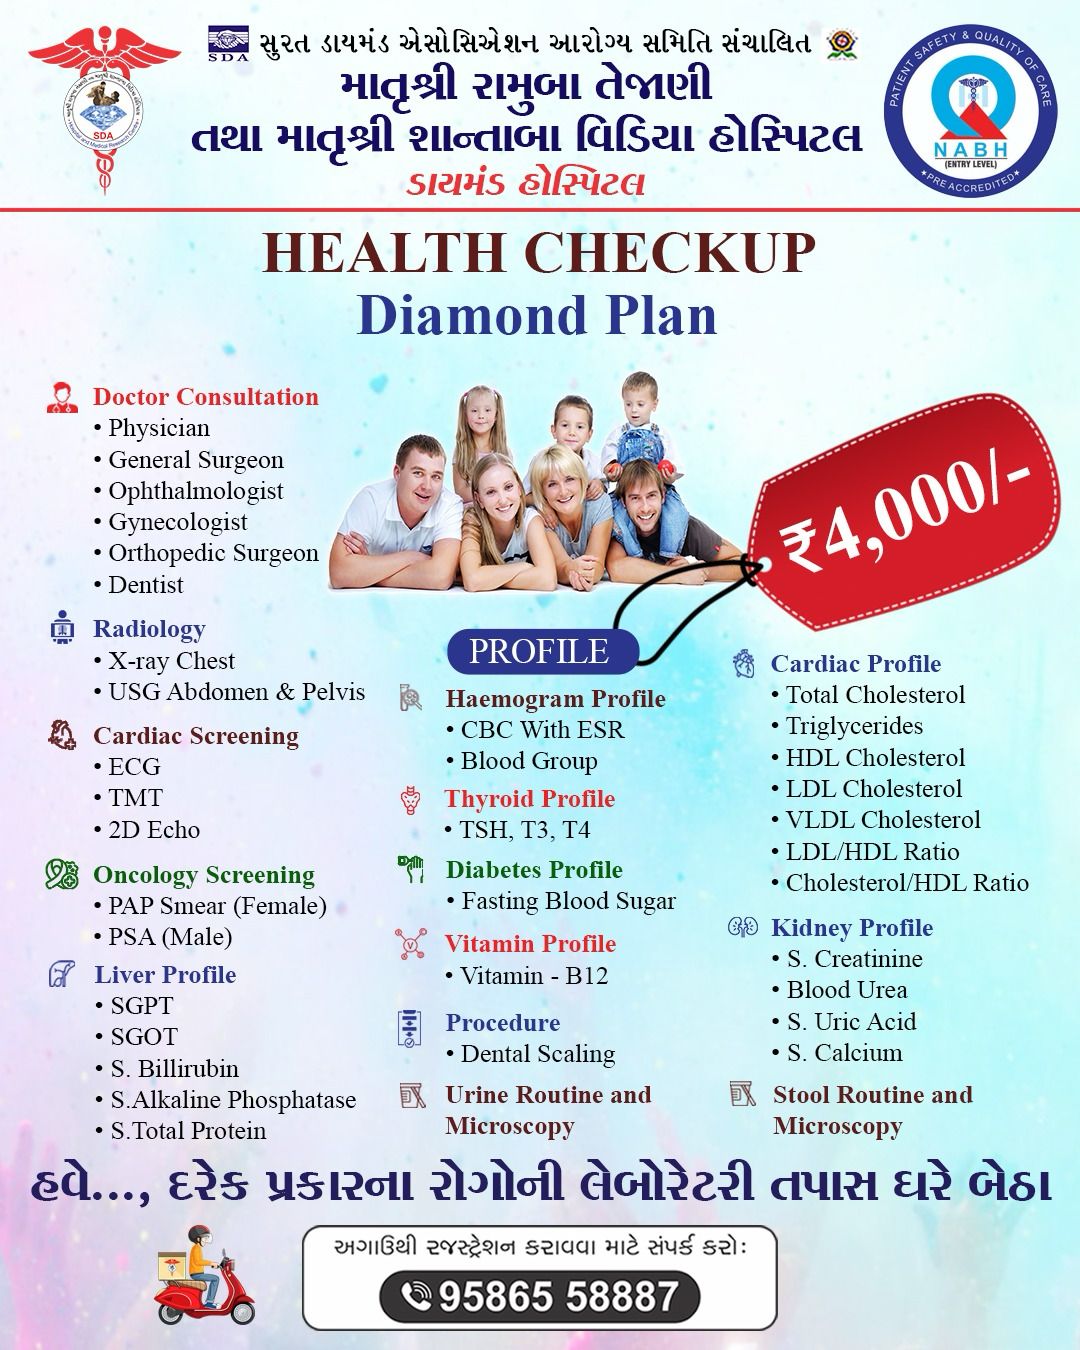 SDA
સુરત ડાયમંડ એસોસિએશન આરોગ્ય સમિતિ સંચાલિત
માતૃશ્રી રામુબા તેજાણી
તથા માતૃશ્રી શાન્તાબા વિડિયા હોસ્પિટલ
ડાયમંડ હોસ્પિટલ
SDA
PATIENT SAFETY & QUALITY OF CARE
NABH
(ENTRY LEVEL)
PRE ACCREDITED
HEALTH CHECKUP
Diamond Plan
₹4,000/-
Doctor Consultation
• Physician
• General Surgeon
• Ophthalmologist
• Gynecologist
• Orthopedic Surgeon
• Dentist
Radiology
• X-ray Chest
• USG Abdomen & Pelvis
Cardiac Screening
• ECG
• TMT
• 2D Echo
Oncology Screening
• PAP Smear (Female)
• PSA (Male)
Liver Profile
• SGPT
• SGOT
• S. Billirubin
• S.Alkaline Phosphatase
• S.Total Protein
PROFILE
Haemogram Profile
• CBC With ESR
• Blood Group
Thyroid Profile
• TSH, T3, T4
Diabetes Profile
• Fasting Blood Sugar
Vitamin Profile
• Vitamin - B12
Procedure
• Dental Scaling
Urine Routine and
Microscopy
Cardiac Profile
• Total Cholesterol
• Triglycerides
• HDL Cholesterol
• LDL Cholesterol
• VLDL Cholesterol
• LDL/HDL Ratio
• Cholesterol/HDL Ratio
Kidney Profile
• S. Creatinine
• Blood Urea
• S. Uric Acid
• S. Calcium
Stool Routine and
Microscopy
હવે..., દરેક પ્રકારના રોગોની લેબોરેટરી તપાસ ઘરે બેઠા
અગાઉથી રજસ્ટ્રેશન કરાવવા માટે સંપર્ક કરો:
95865 58887